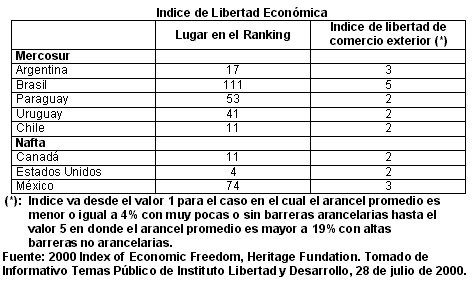 Indice de Libertad Económica
Lugar en el Ranking Indice de libertad de comercio exterior (*)
Mercosur
Argentina 17 3
Brasil 111 5
Paraguay 53 2
Uruguay 41 2
Chile 11 2
Nafta
Canadá 11 2
Estados Unidos 4 2
México 74 3
(*): Indice va desde el valor 1 para el caso en el cual el arancel promedio es
menor o igual a 4% con muy pocas o sin barreras arancelarias hasta el
valor 5 en donde el arancel promedio es mayor a 19% con altas
barreras no arancelarias.
Fuente: 2000 Index of Economic Freedom, Heritage Fundation. Tomado de
Informativo Temas Público de Instituto Libertad y Desarrollo, 28 de julio de 2000.